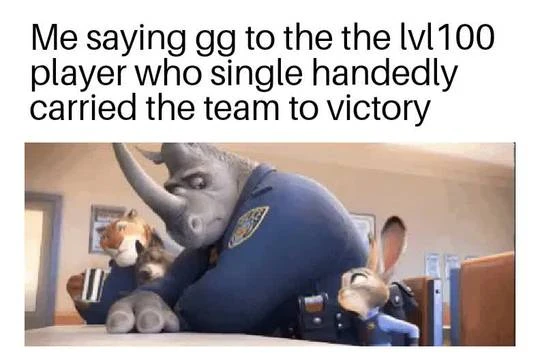 Me saying gg to the the lvl100
player who single handedly
carried the team to victory